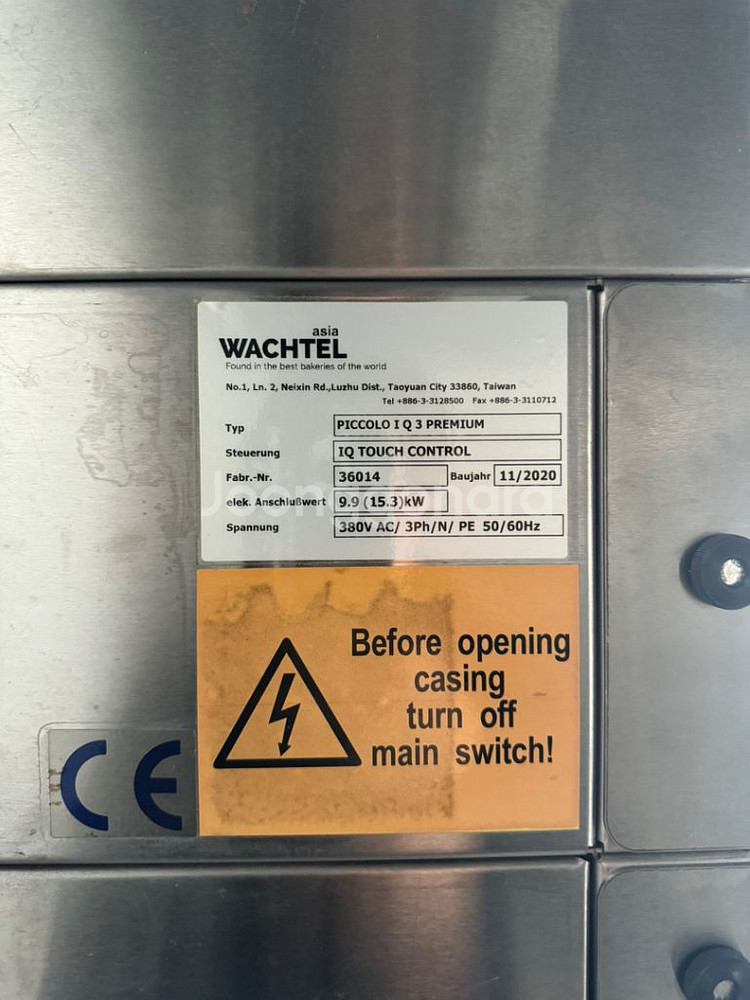 asia
WACHTEL
Found in the best bakeries of the world
No.1, Ln. 2, Neixin Rd.,Luzhu Dist., Taoyuan City 33860, Taiwan
Tel +886-3-3128500 Fax +886-3-3110712
Typ PICCOLO I Q 3 PREMIUM
Steuerung IQ TOUCH CONTROL
Fabr.-Nr. 36014 Baujahr 11/2020
elek. Anschlußwert 9.9 (15.3)kW
Spannung 380V AC/ 3Ph/N/ PE 50/60Hz
Joongonara
Before opening
casing
turn off
main switch!
CE